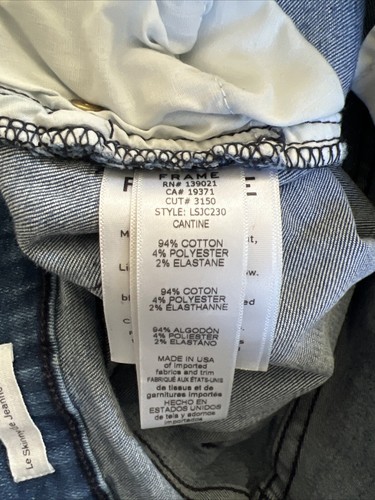 FRAME
RN# 139021
CA# 19371
CUT# 3150
STYLE: LSJC230
CANTINE
94% COTTON
4% POLYESTER
2% ELASTANE
94% COTON
4% POLYESTER
2% ÉLASTHANNE
94% ALGODÓN
4% POLIÉSTER
2% ELASTANO
MADE IN USA
of imported
fabrics and trim
FABRIQUÉ AUX ÉTATS-UNIS
de tissus et de
garnitures importés
HECHO EN
ESTADOS UNIDOS
de tela y adornos
importados
Le Skinny de Jeanne